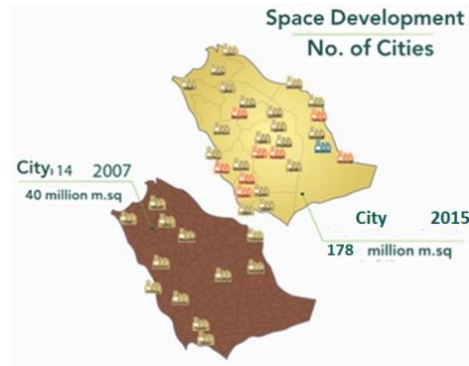 Space Development
No. of Cities
City 14 2007
40 million m.sq
City 2015
178 million m.sq